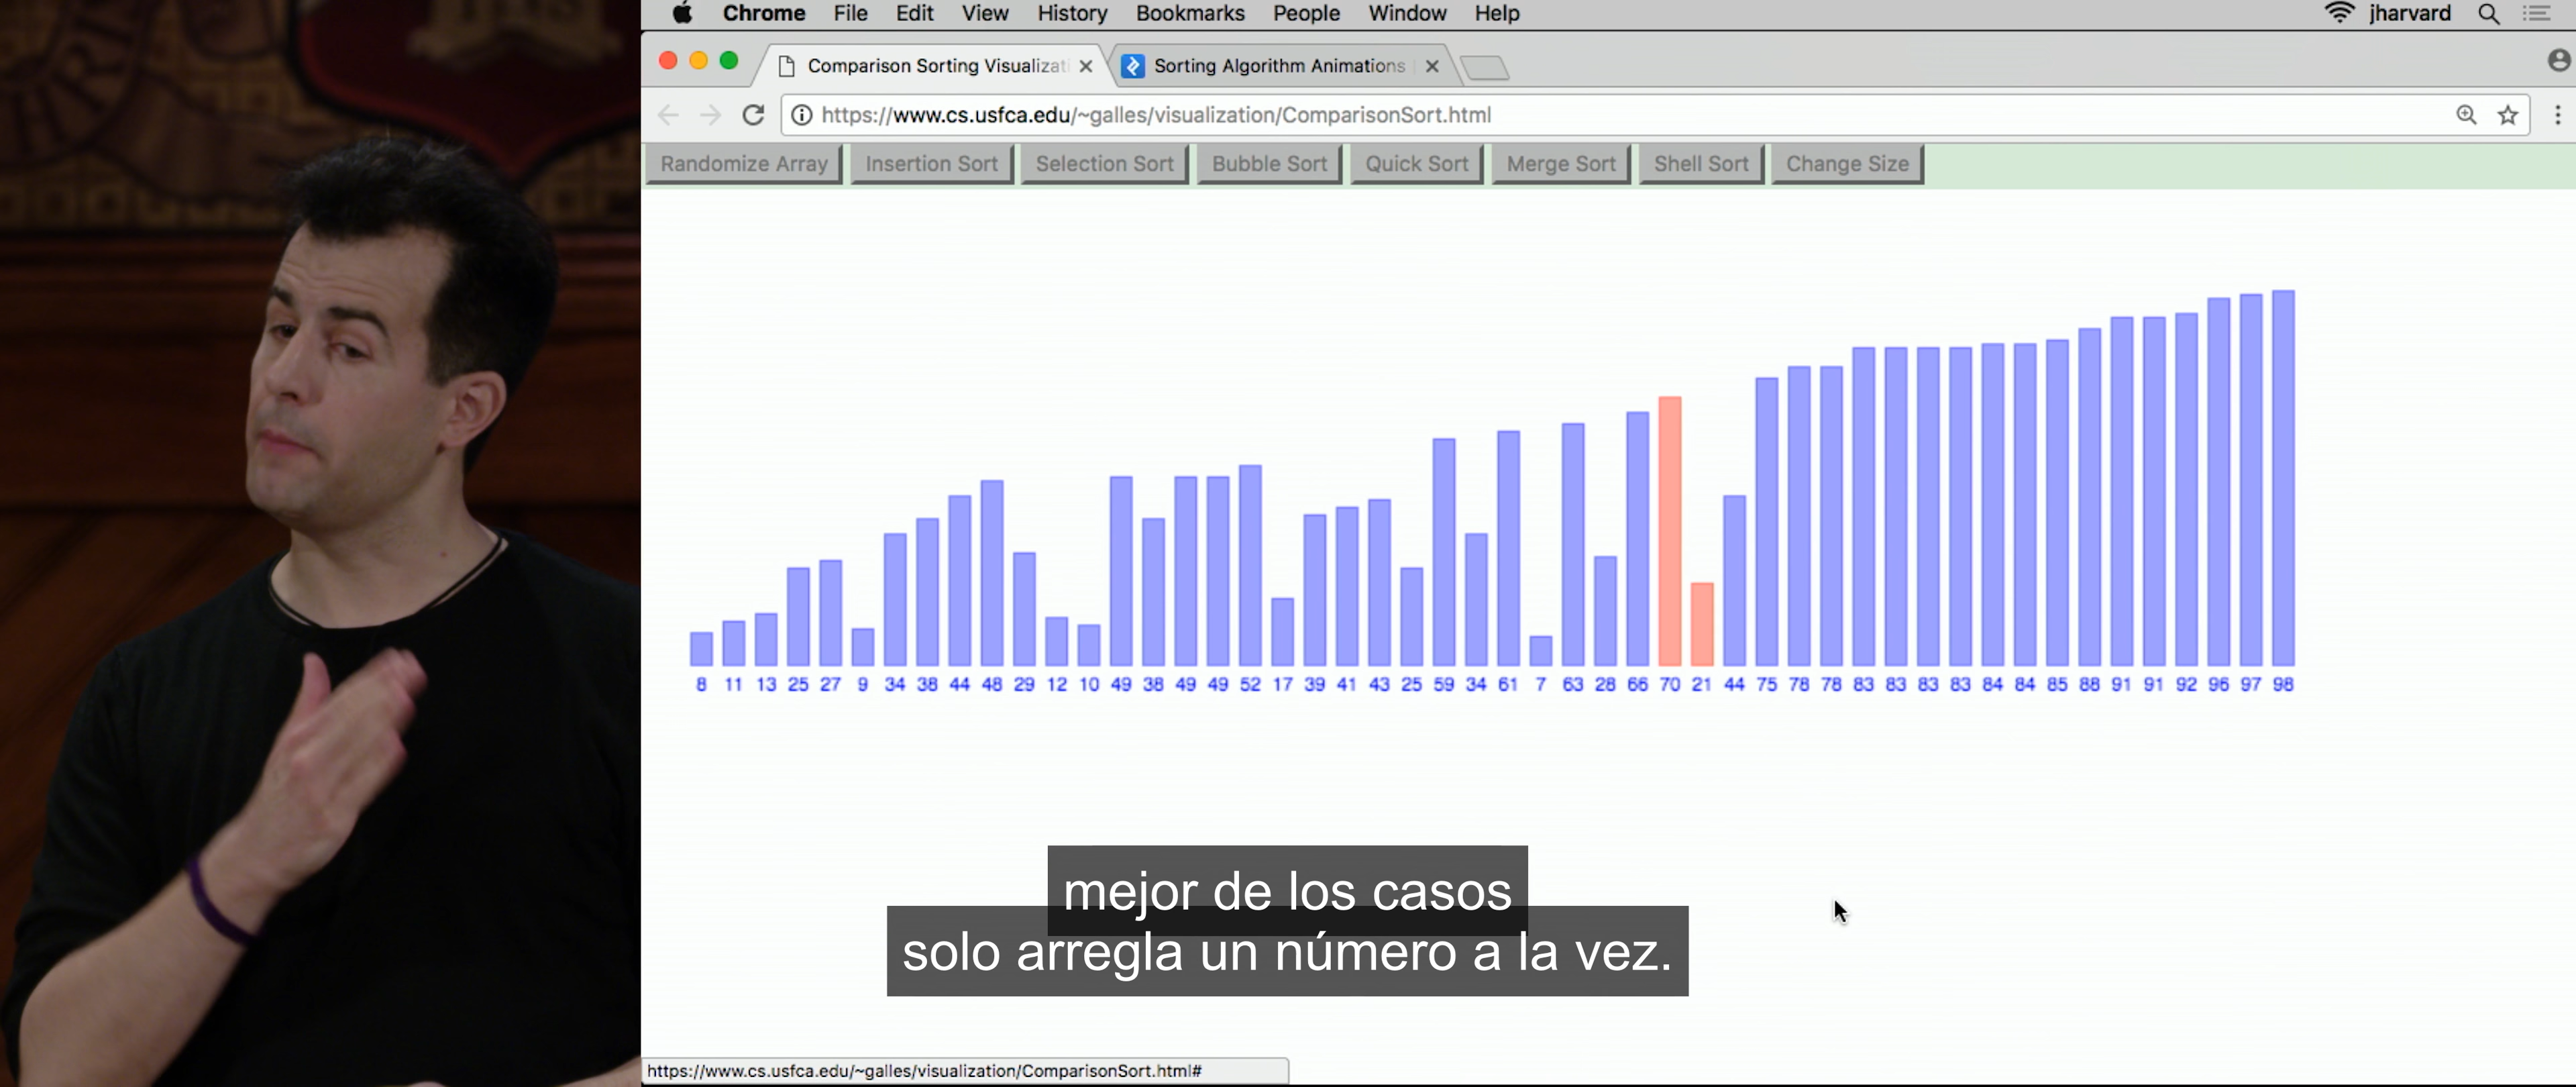 Chrome File Edit View History Bookmarks People Window Help jharvard
Comparison Sorting Visualizati Sorting Algorithm Animations
https://www.cs.usfca.edu/~galles/visualization/ComparisonSort.html
Randomize Array Insertion Sort Selection Sort Bubble Sort Quick Sort Merge Sort Shell Sort Change Size
8 11 13 25 27 9 34 38 44 48 29 12 10 49 38 49 49 52 17 39 41 43 25 59 34 61 7 63 28 66 70 21 44 75 78 78 83 83 83 83 84 84 85 88 91 91 92 96 97 98
mejor de los casos
solo arregla un número a la vez.
https://www.cs.usfca.edu/~galles/visualization/ComparisonSort.html#